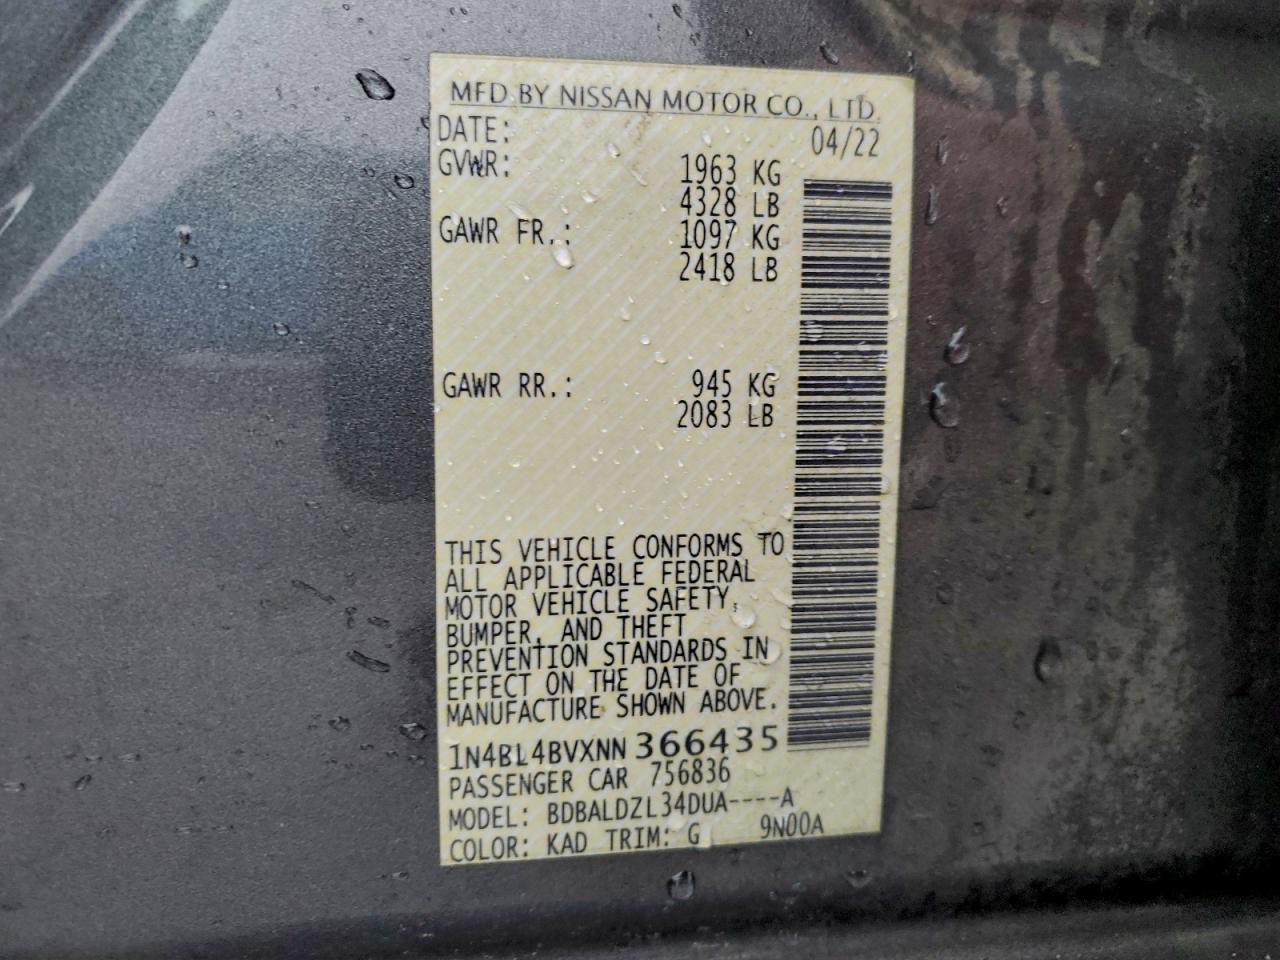 MFD BY NISSAN MOTOR CO., LTD.
DATE: 04/22
GVWR: 1963 KG
4328 LB
GAWR FR.: 1097 KG
2418 LB
GAWR RR.: 945 KG
2083 LB
THIS VEHICLE CONFORMS TO
ALL APPLICABLE FEDERAL
MOTOR VEHICLE SAFETY,
BUMPER, AND THEFT
PREVENTION STANDARDS IN
EFFECT ON THE DATE OF
MANUFACTURE SHOWN ABOVE.
1N4BL4BVXNN 366435
PASSENGER CAR 756836
MODEL: BDBALDZL34DUA----A
COLOR: KAD TRIM: G 9N00A